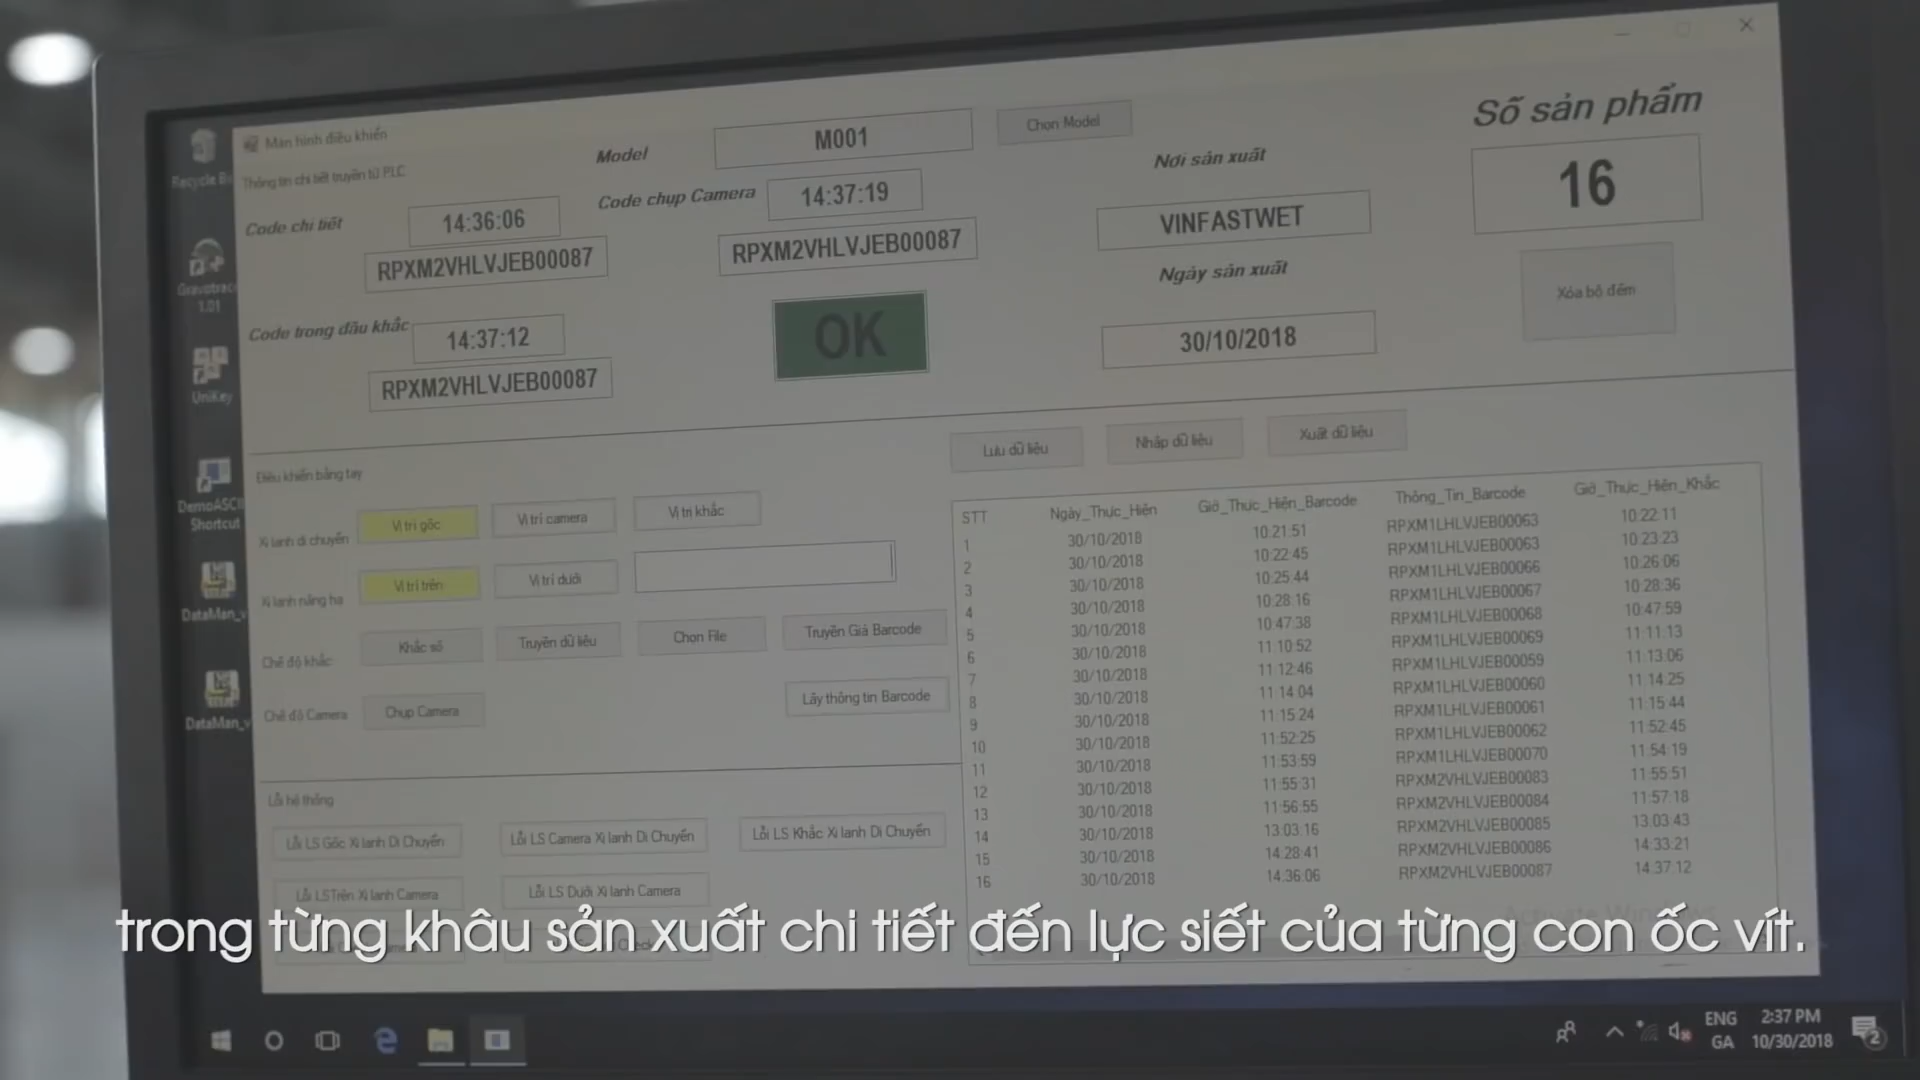 Màn hình điều khiển
Thông tin chi tiết truyền từ PLC
Model
M001
Chọn Model
Số sản phẩm
16
Code chi tiết
14:36:06
RPXM2VHLVJEB00087
Code chụp Camera
14:37:19
RPXM2VHLVJEB00087
Nơi sản xuất
VINFASTWET
Ngày sản xuất
30/10/2018
Xóa bộ đếm
Code trong đầu khắc
14:37:12
RPXM2VHLVJEB00087
OK
Recycle Bi
Gravotrac
1.01
UniKey
DemoASCII
Shortcut
DataMan_v
DataMan_v
Điều khiển bằng tay
Xi lanh di chuyển
Vị trí gốc
Vị trí camera
Vị trí khắc
Xi lanh nâng hạ
Vị trí trên
Vị trí dưới
Chế độ khắc
Khắc số
Truyền dữ liệu
Chọn File
Truyền Giá Barcode
Chế độ Camera
Chụp Camera
Lấy thông tin Barcode
Lỗi hệ thống
Lỗi LS Gốc Xi lanh Di Chuyển
Lỗi LS Camera Xi lanh Di Chuyển
Lỗi LS Khắc Xi lanh Di Chuyển
Lỗi LSTrên Xi lanh Camera
Lỗi LS Dưới Xi lanh Camera
Lưu dữ liệu
Nhập dữ liệu
Xuất dữ liệu
STT Ngày_Thực_Hiện Giờ_Thực_Hiện_Barcode Thông_Tin_Barcode Giờ_Thực_Hiện_Khắc
1 30/10/2018 10:21:51 RPXM1LHLVJEB00063 10:22:11
2 30/10/2018 10:22:45 RPXM1LHLVJEB00063 10:23:23
3 30/10/2018 10:25:44 RPXM1LHLVJEB00066 10:26:06
4 30/10/2018 10:28:16 RPXM1LHLVJEB00067 10:28:36
5 30/10/2018 10:47:38 RPXM1LHLVJEB00068 10:47:59
6 30/10/2018 11:10:52 RPXM1LHLVJEB00069 11:11:13
7 30/10/2018 11:12:46 RPXM1LHLVJEB00059 11:13:06
8 30/10/2018 11:14:04 RPXM1LHLVJEB00060 11:14:25
9 30/10/2018 11:15:24 RPXM1LHLVJEB00061 11:15:44
10 30/10/2018 11:52:25 RPXM1LHLVJEB00062 11:52:45
11 30/10/2018 11:53:59 RPXM1LHLVJEB00070 11:54:19
12 30/10/2018 11:55:31 RPXM2VHLVJEB00083 11:55:51
13 30/10/2018 11:56:55 RPXM2VHLVJEB00084 11:57:18
14 30/10/2018 13:03:16 RPXM2VHLVJEB00085 13:03:43
15 30/10/2018 14:28:41 RPXM2VHLVJEB00086 14:33:21
16 30/10/2018 14:36:06 RPXM2VHLVJEB00087 14:37:12
Activate Windows
trong từng khâu sản xuất chi tiết đến lực siết của từng con ốc vít.
ENG
GA
2:37 PM
10/30/2018
2